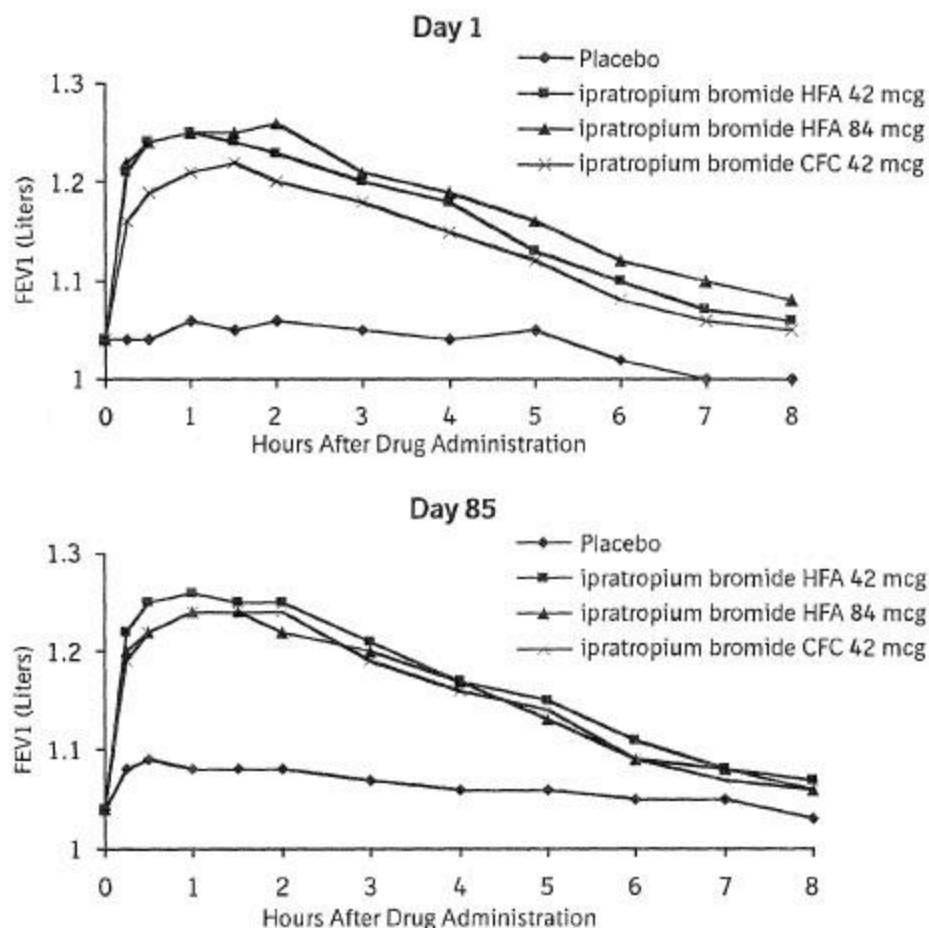 Day 1
Placebo
ipratropium bromide HFA 42 mcg
ipratropium bromide HFA 84 mcg
ipratropium bromide CFC 42 mcg
1.3
1.2
1.1
1
FEV1 (Liters)
0 1 2 3 4 5 6 7 8
Hours After Drug Administration
Day 85
Placebo
ipratropium bromide HFA 42 mcg
ipratropium bromide HFA 84 mcg
ipratropium bromide CFC 42 mcg
1.3
1.2
1.1
1
FEV1 (Liters)
0 1 2 3 4 5 6 7 8
Hours After Drug Administration